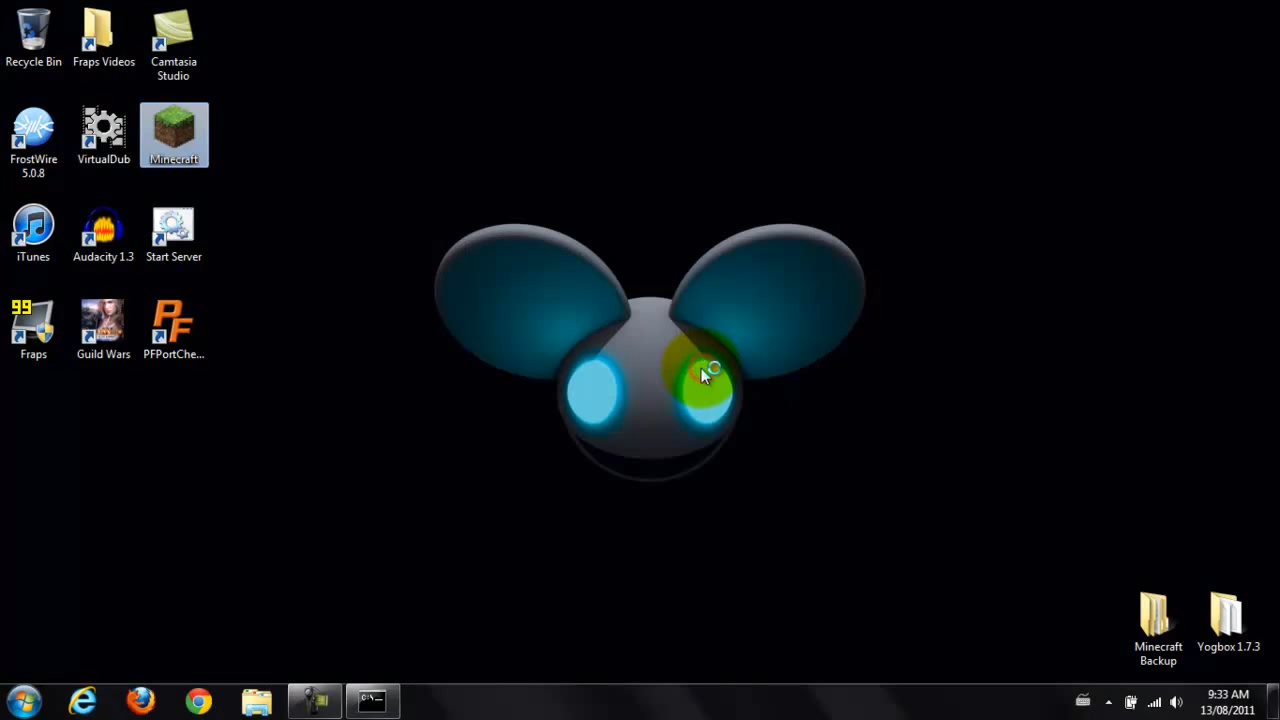 Recycle Bin
Fraps Videos
Camtasia
Studio
FrostWire
5.0.8
VirtualDub
Minecraft
iTunes
Audacity 1.3
Start Server
99
Fraps
Guild Wars
PF
PFPortChe...
Minecraft
Backup
Yogbox 1.7.3
C:\
9:33 AM
13/08/2011